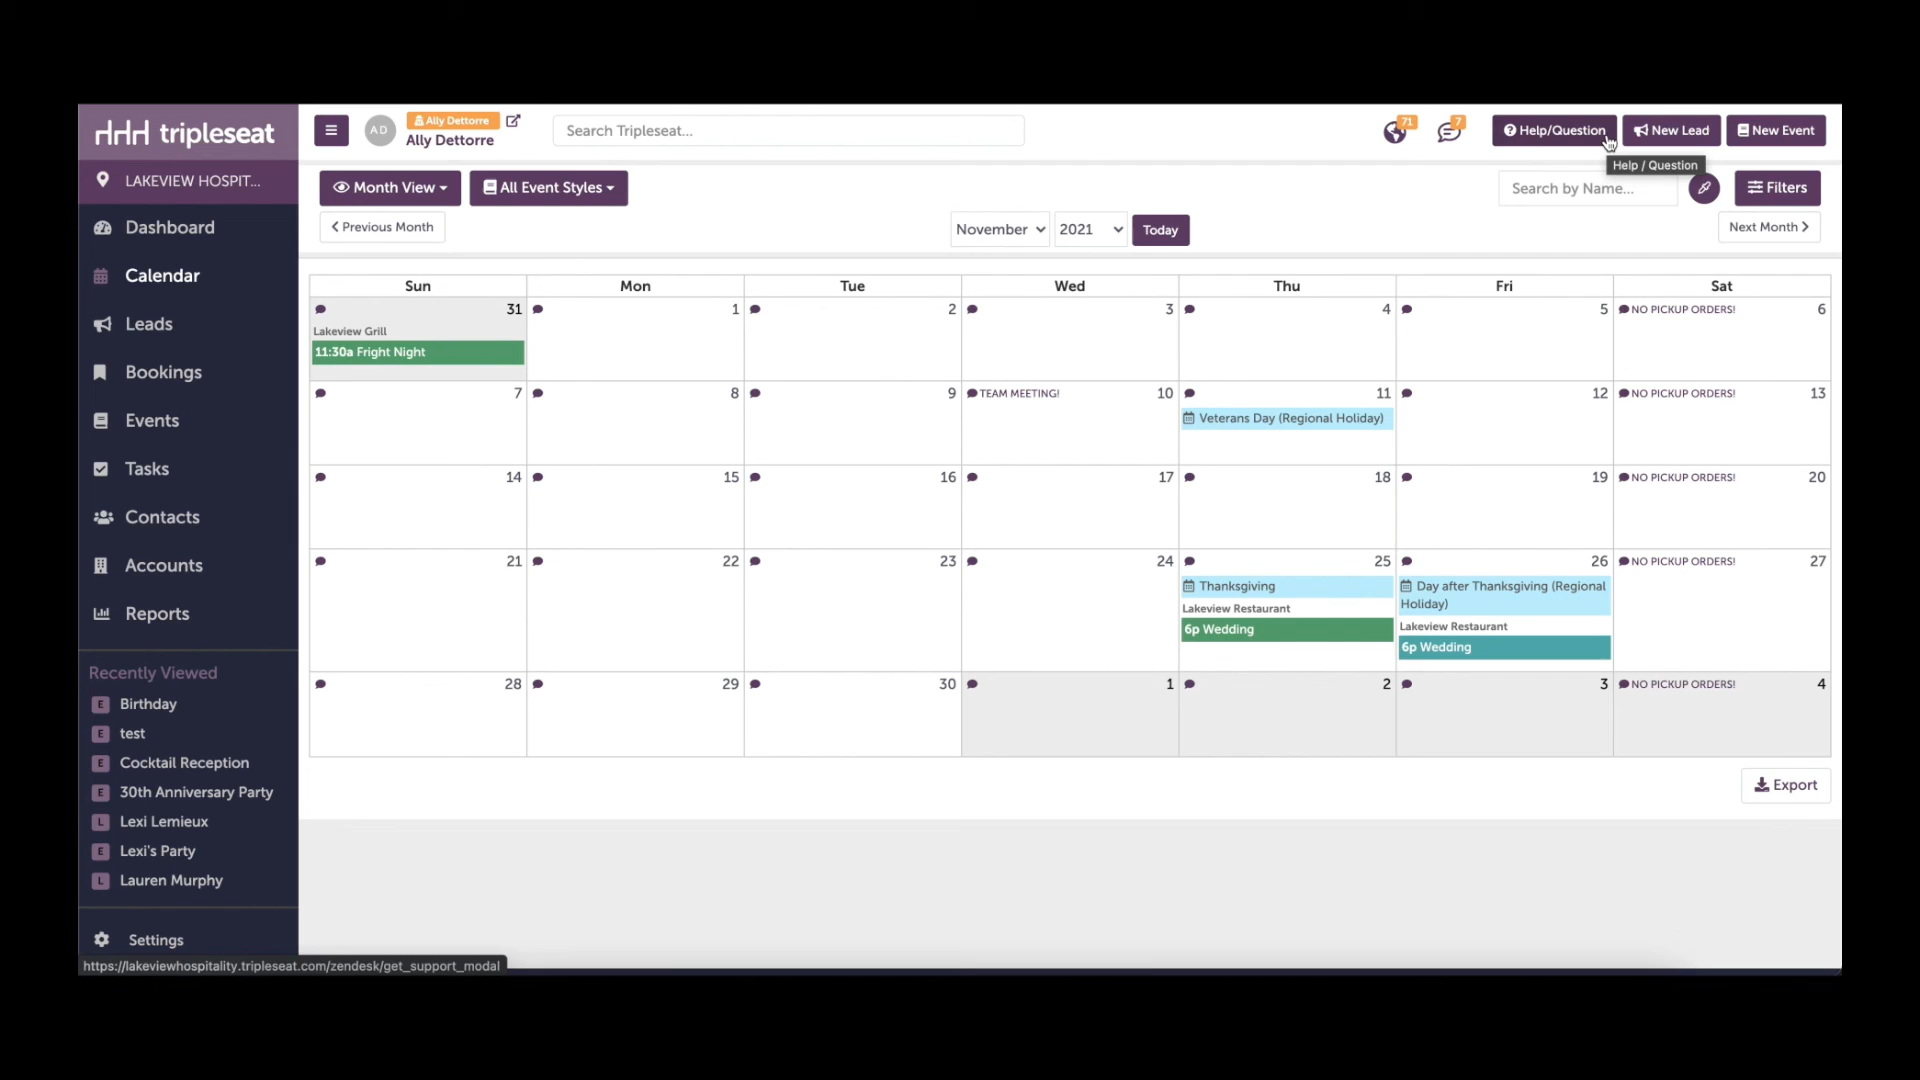 tripleseat
AD
Ally Dettorre
Ally Dettorre
Search Tripleseat...
71
7
Help/Question
New Lead
New Event
Help / Question
LAKEVIEW HOSPIT...
Month View
All Event Styles
Search by Name...
Filters
Previous Month
November
2021
Today
Next Month
Dashboard
Calendar
Leads
Bookings
Events
Tasks
Contacts
Accounts
Reports
Recently Viewed
E Birthday
E test
E Cocktail Reception
E 30th Anniversary Party
L Lexi Lemieux
E Lexi's Party
L Lauren Murphy
Settings
https://lakeviewhospitality.tripleseat.com/zendesk/get_support_modal
Sun Mon Tue Wed Thu Fri Sat
31 1 2 3 4 5 NO PICKUP ORDERS! 6
Lakeview Grill
11:30a Fright Night
7 8 9 TEAM MEETING! 10 11 12 NO PICKUP ORDERS! 13
Veterans Day (Regional Holiday)
14 15 16 17 18 19 NO PICKUP ORDERS! 20
21 22 23 24 25 26 NO PICKUP ORDERS! 27
Thanksgiving
Lakeview Restaurant
6p Wedding
Day after Thanksgiving (Regional
Holiday)
Lakeview Restaurant
6p Wedding
28 29 30 1 2 3 NO PICKUP ORDERS! 4
Export